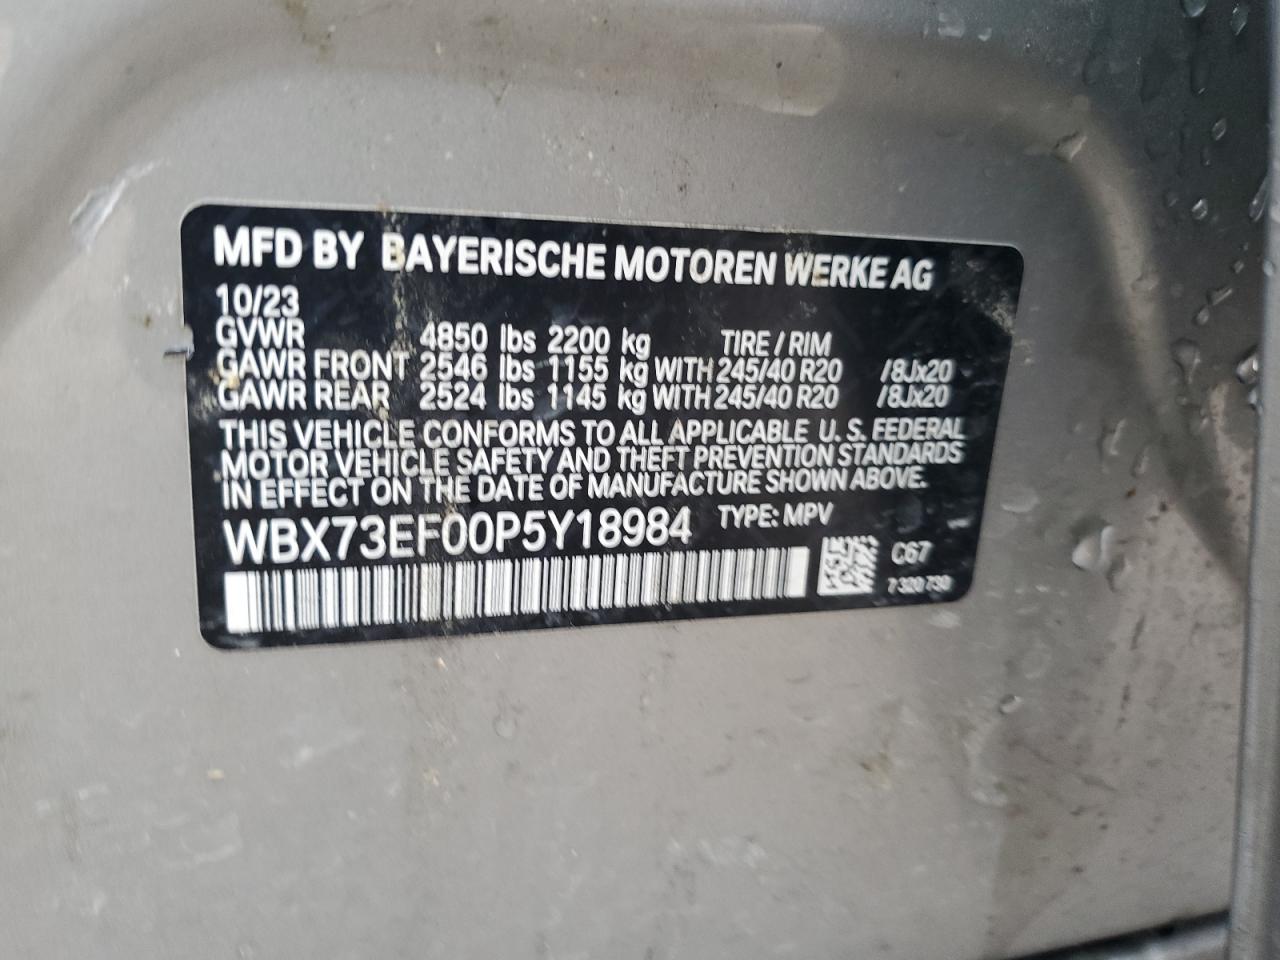 MFD BY BAYERISCHE MOTOREN WERKE AG
10/23
GVWR 4850 lbs 2200 kg TIRE / RIM
GAWR FRONT 2546 lbs 1155 kg WITH 245/40 R20 /8Jx20
GAWR REAR 2524 lbs 1145 kg WITH 245/40 R20 /8Jx20
THIS VEHICLE CONFORMS TO ALL APPLICABLE U. S. FEDERAL
MOTOR VEHICLE SAFETY AND THEFT PREVENTION STANDARDS
IN EFFECT ON THE DATE OF MANUFACTURE SHOWN ABOVE.
WBX73EF00P5Y18984 TYPE: MPV
C67
7 320 730